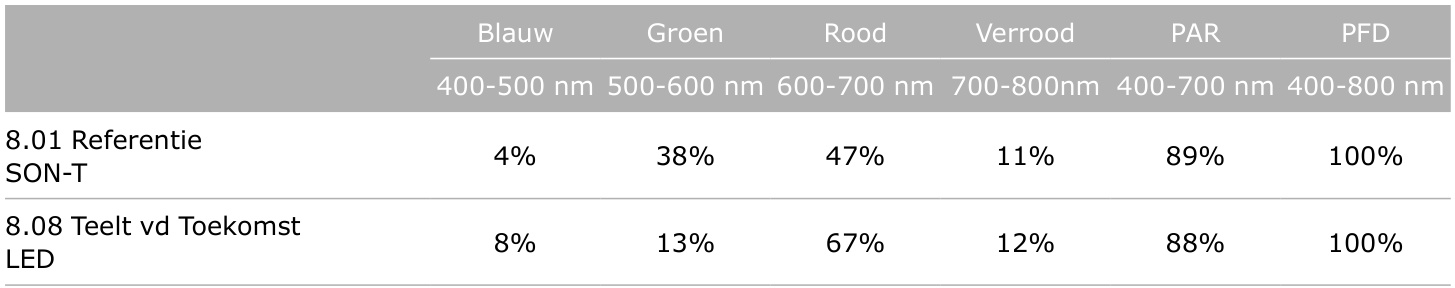 Blauw Groen Rood Verrood PAR PFD
400-500 nm 500-600 nm 600-700 nm 700-800nm 400-700 nm 400-800 nm
8.01 Referentie
SON-T 4% 38% 47% 11% 89% 100%
8.08 Teelt vd Toekomst
LED 8% 13% 67% 12% 88% 100%